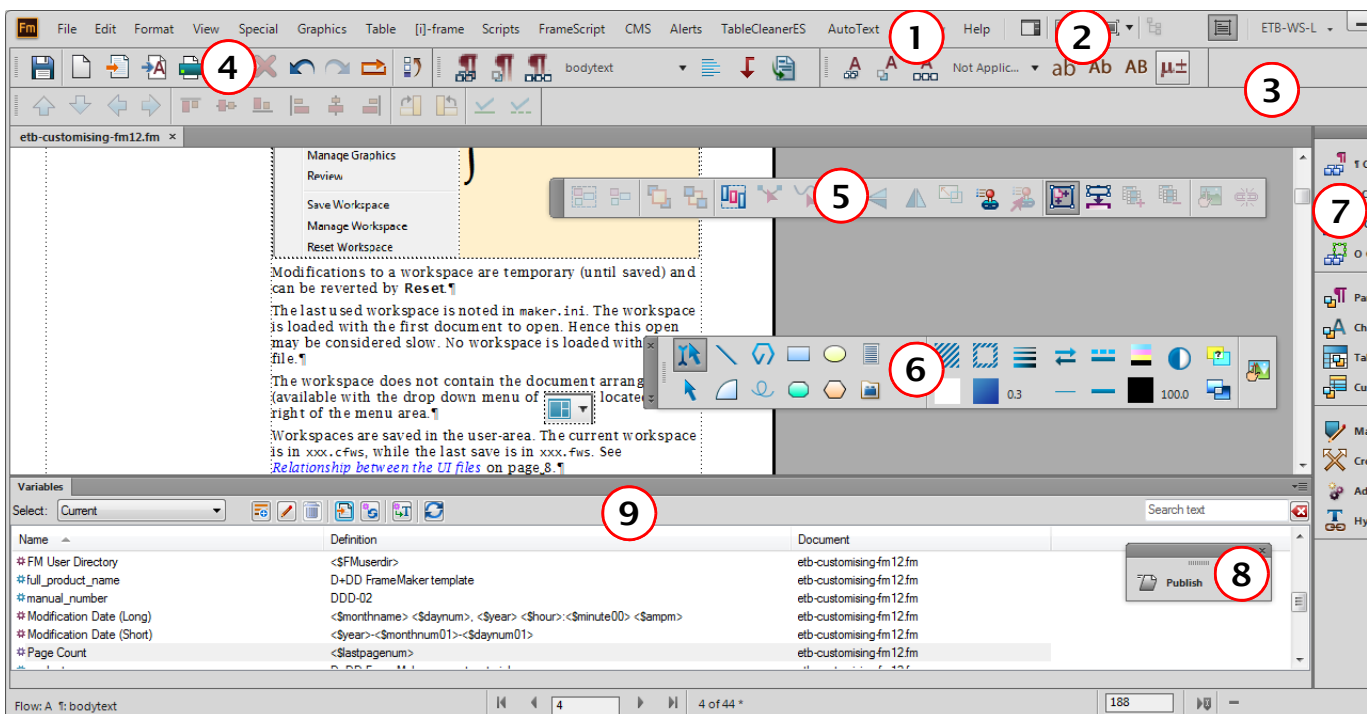 Fm File Edit Format View Special Graphics Table [i]-frame Scripts FrameScript CMS Alerts TableCleanerES AutoText 1 Help 2 ETB-WS-L
4 bodytext Not Applic... ab Ab AB µ±
3
etb-customising-fm12.fm ×
Manage Graphics
Review
Save Workspace
Manage Workspace
Reset Workspace
5
7
Modifications to a workspace are temporary (until saved) and
can be reverted by Reset.¶
The last used workspace is noted in maker.ini. The workspace
is loaded with the first document to open. Hence this open
may be considered slow. No workspace is loaded with
file.¶
The workspace does not contain the document arrang
(available with the drop down menu of locate
right of the menu area.¶
Workspaces are saved in the user-area. The current workspace
is in xxx.cfws, while the last save is in xxx.fws. See
Relationship between the UI files on page 8.¶
6
0.3 100.0
Pa
Ch
Tal
Cu
Ma
Cre
Ad
Hy
Variables
Select: Current 9 Search text
Name Definition Document
FM User Directory <$FMuserdir> etb-customising-fm12.fm
full_product_name D+DD FrameMaker template etb-customising-fm12.fm
manual_number DDD-02 etb-customising-fm12.fm
Modification Date (Long) <$monthname> <$daynum>, <$year> <$hour>:<$minute00> <$ampm> etb-customising-fm12.fm
Modification Date (Short) <$year>-<$monthnum01>-<$daynum01> etb-customising-fm12.fm
Page Count <$lastpagenum> etb-customising-fm12.fm
Publish 8
Flow: A ¶: bodytext 4 4 of 44 * 188